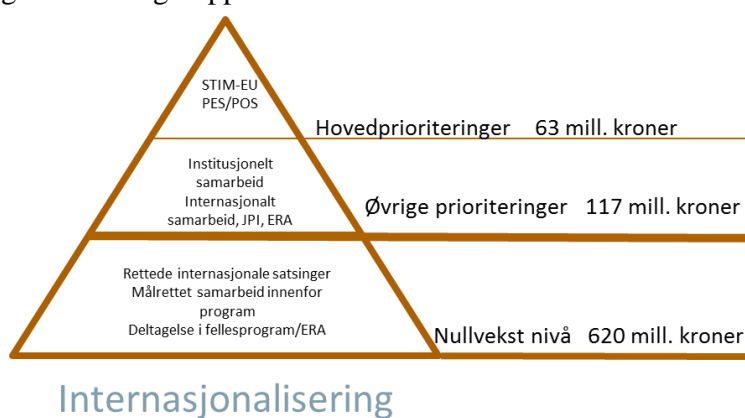 STIM-EU
PES/POS
Hovedprioriteringer 63 mill. kroner
Institusjonelt
samarbeid
Internasjonalt
samarbeid, JPI, ERA
Øvrige prioriteringer 117 mill. kroner
Rettede internasjonale satsinger
Målrettet samarbeid innenfor
program
Deltagelse i fellesprogram/ERA
Nullvekst nivå 620 mill. kroner
Internasjonalisering